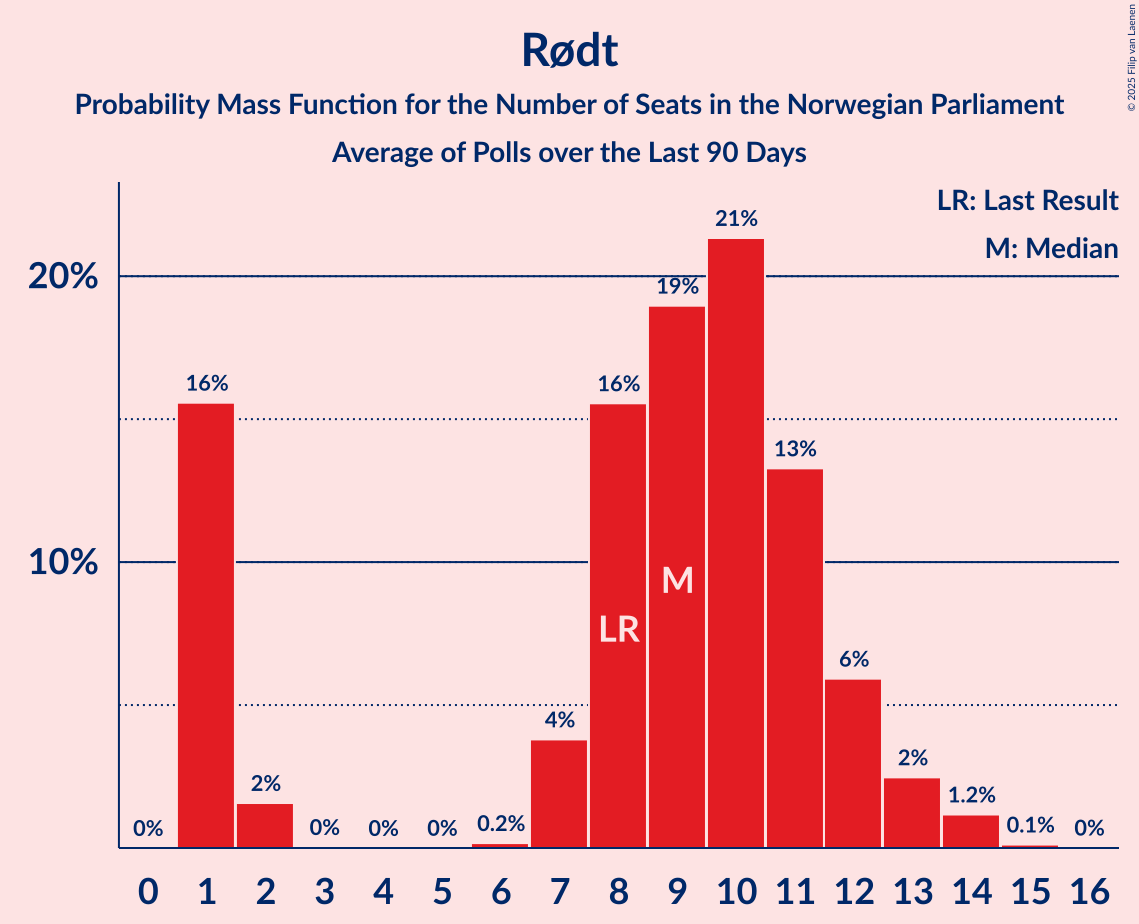 Rødt
Probability Mass Function for the Number of Seats in the Norwegian Parliament
Average of Polls over the Last 90 Days
© 2025 Filip van Laenen
LR: Last Result
M: Median
21%
20%
19%
16%
16%
13%
10%
M
LR
6%
4%
2%
2%
1.2%
0% 0% 0% 0% 0.2% 0.1% 0%
0 1 2 3 4 5 6 7 8 9 10 11 12 13 14 15 16